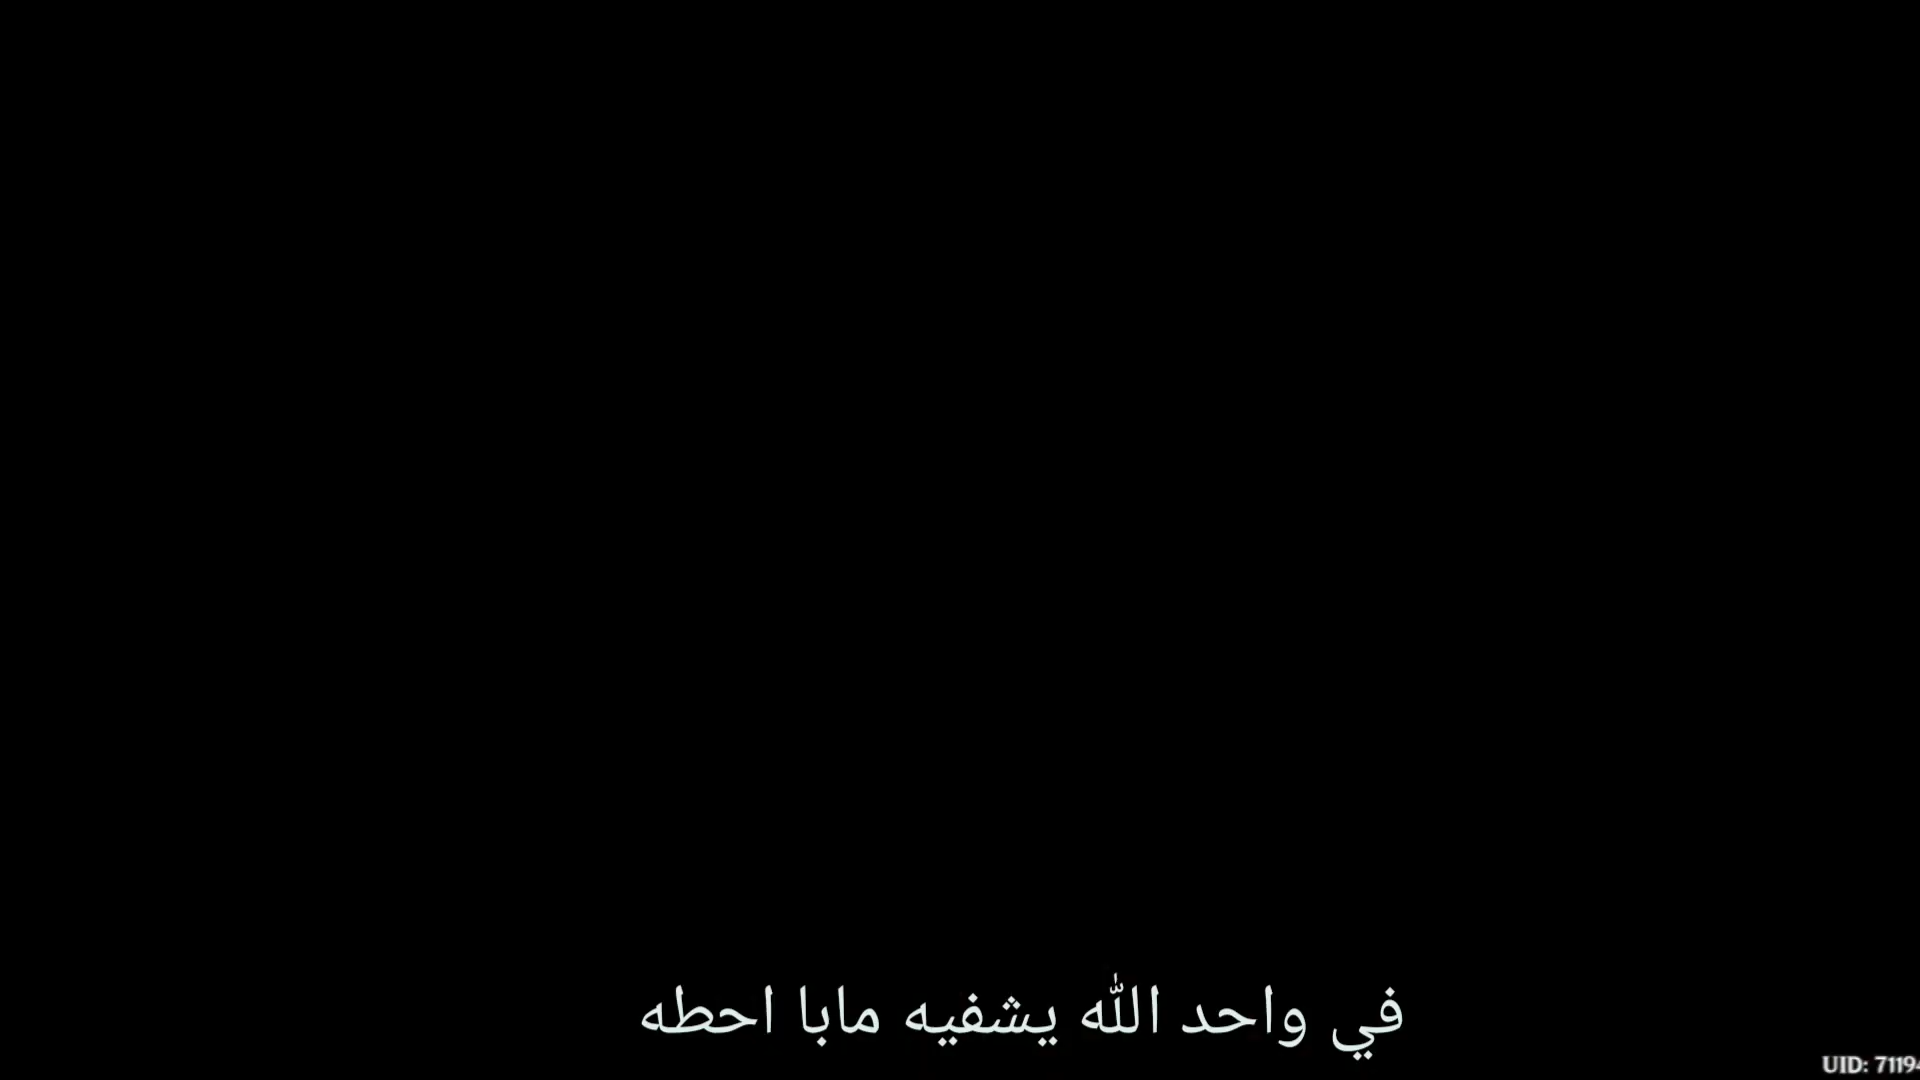 في واحد الله يشفيه مابا احطه
UID: 7119